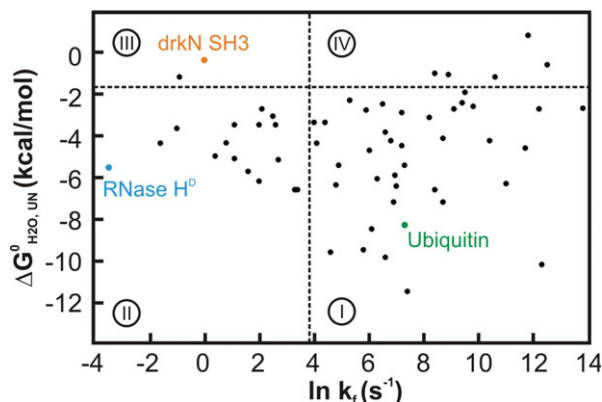 III
IV
drkN SH3
0
-2
-4
-6
-8
-10
-12
ΔG⁰H2O, UN (kcal/mol)
RNase Hᴰ
Ubiquitin
II
I
-4 -2 0 2 4 6 8 10 12 14
ln kf (s⁻¹)